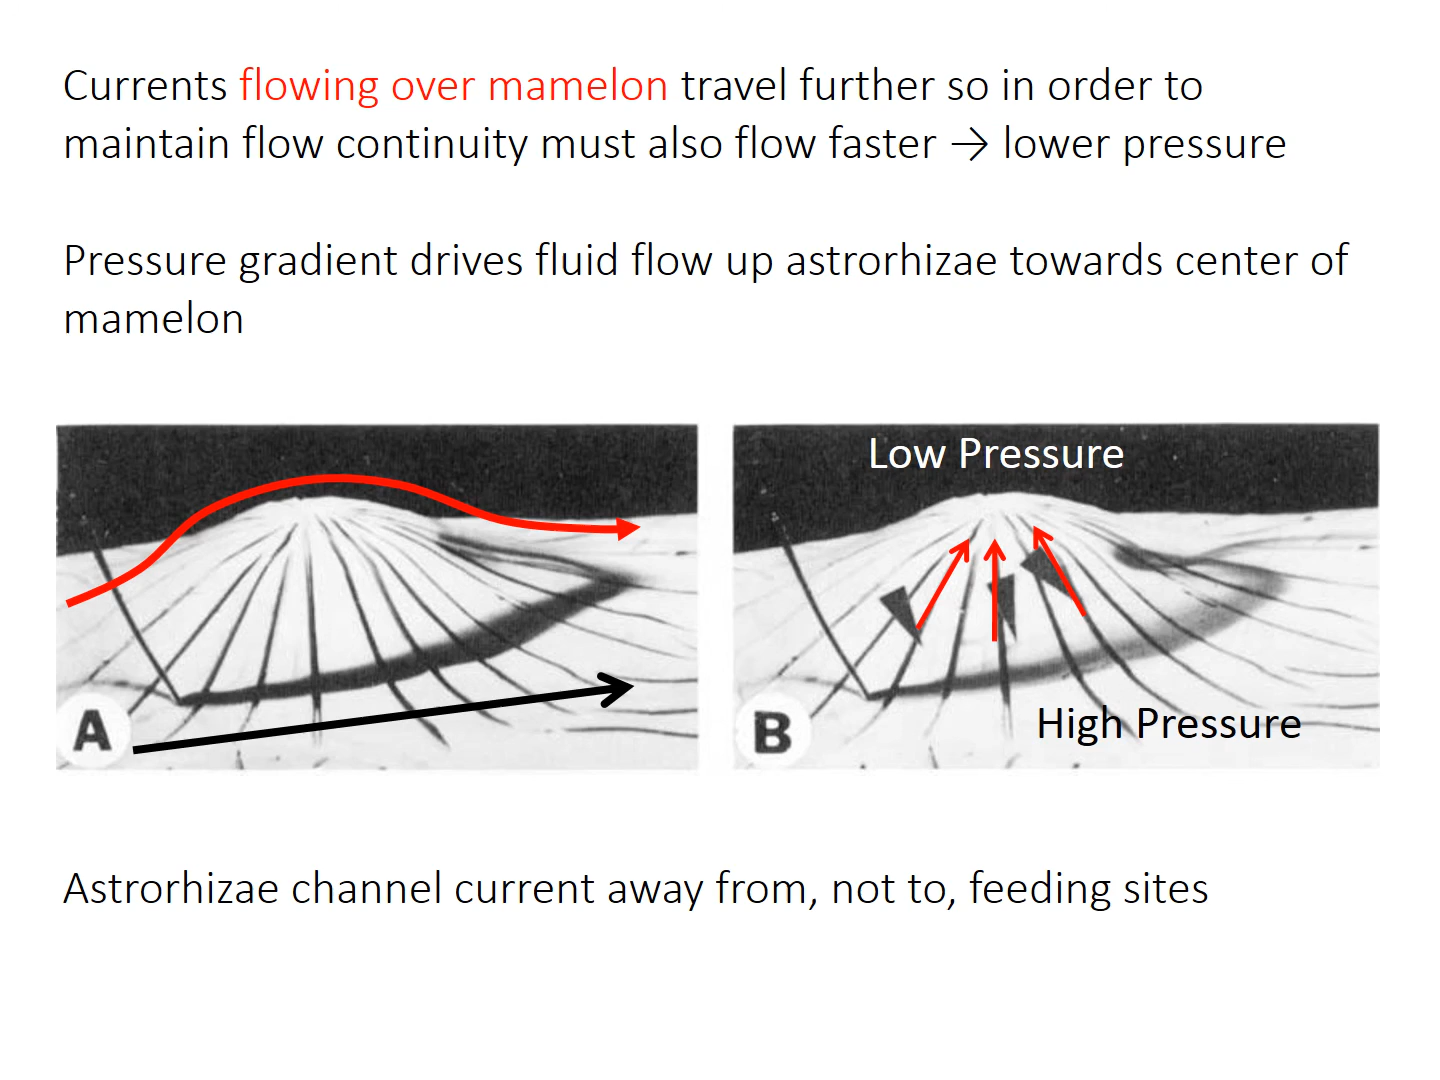 Currents flowing over mamelon travel further so in order to
maintain flow continuity must also flow faster → lower pressure
Pressure gradient drives fluid flow up astrorhizae towards center of
mamelon
Low Pressure
A
B
High Pressure
Astrorhizae channel current away from, not to, feeding sites